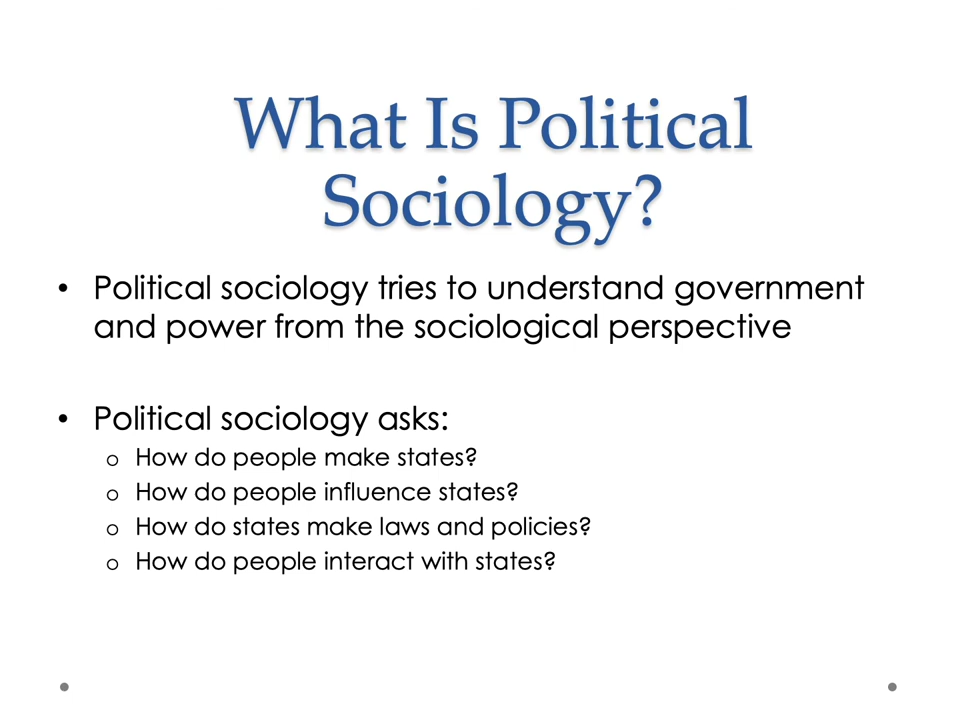 What Is Political
Sociology?
• Political sociology tries to understand government
and power from the sociological perspective
• Political sociology asks:
o How do people make states?
o How do people influence states?
o How do states make laws and policies?
o How do people interact with states?